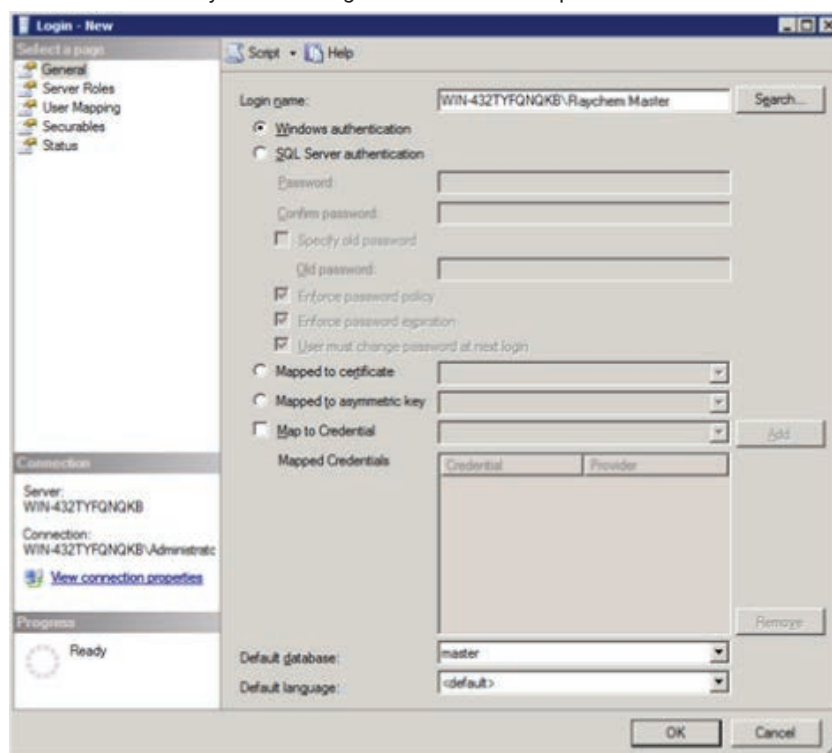 Login - New
Select a page
General
Server Roles
User Mapping
Securables
Status
Script
Help
Login name:
WIN-432TYFQNQKB\Raychem Master
Search...
Windows authentication
SQL Server authentication
Password:
Confirm password:
Specify old password
Old password:
Enforce password policy
Enforce password expiration
User must change password at next login
Mapped to certificate
Mapped to asymmetric key
Map to Credential
Add
Mapped Credentials
Credential
Provider
Remove
Default database:
master
Default language:
<default>
Connection
Server:
WIN-432TYFQNQKB
Connection:
WIN-432TYFQNQKB\Administratc
View connection properties
Progress
Ready
OK
Cancel